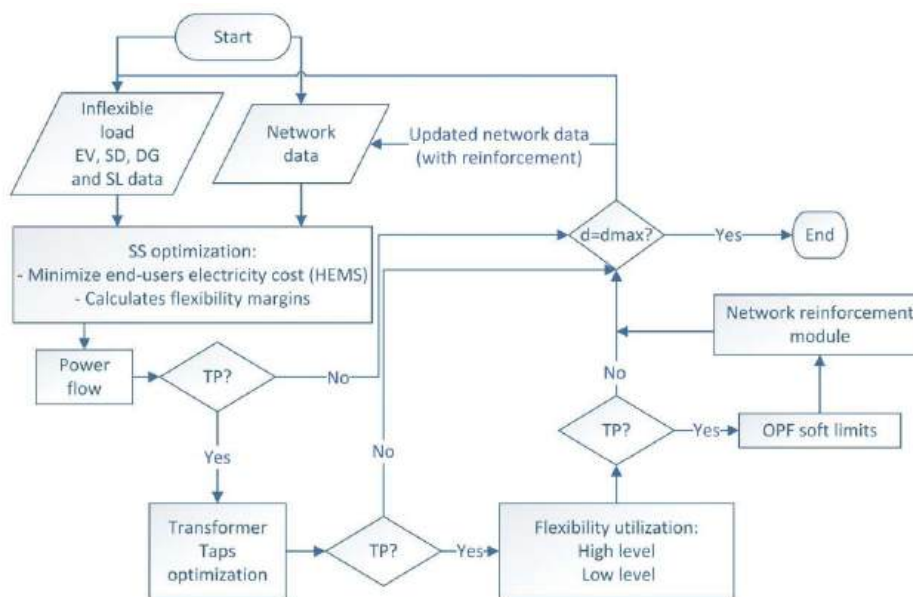 Start
Inflexible
load
EV, SD, DG
and SL data
Network
data
Updated network data
(with reinforcement)
SS optimization:
- Minimize end-users electricity cost (HEMS)
- Calculates flexibility margins
d=dmax?
Yes
End
Network reinforcement
module
Power
flow
TP?
No
No
TP?
Yes
OPF soft limits
Yes
No
Transformer
Taps
optimization
TP?
Yes
Flexibility utilization:
High level
Low level